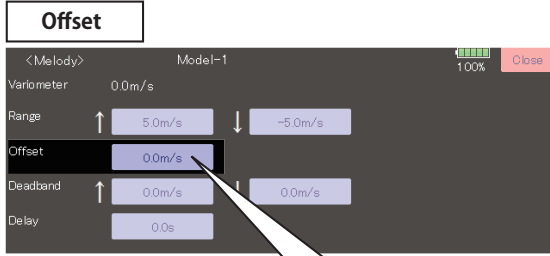 Offset
<Melody> Model-1 100% Close
Variometer 0.0m/s
Range ↑ 5.0m/s ↓ -5.0m/s
Offset 0.0m/s
Deadband ↑ 0.0m/s ↓ 0.0m/s
Delay 0.0s